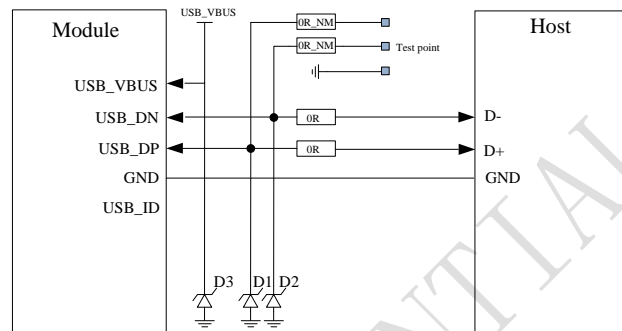 USB_VBUS
Module
Host
0R_NM
0R_NM
Test point
USB_VBUS
USB_DN
0R
D-
USB_DP
0R
D+
GND
GND
USB_ID
D3
D1
D2